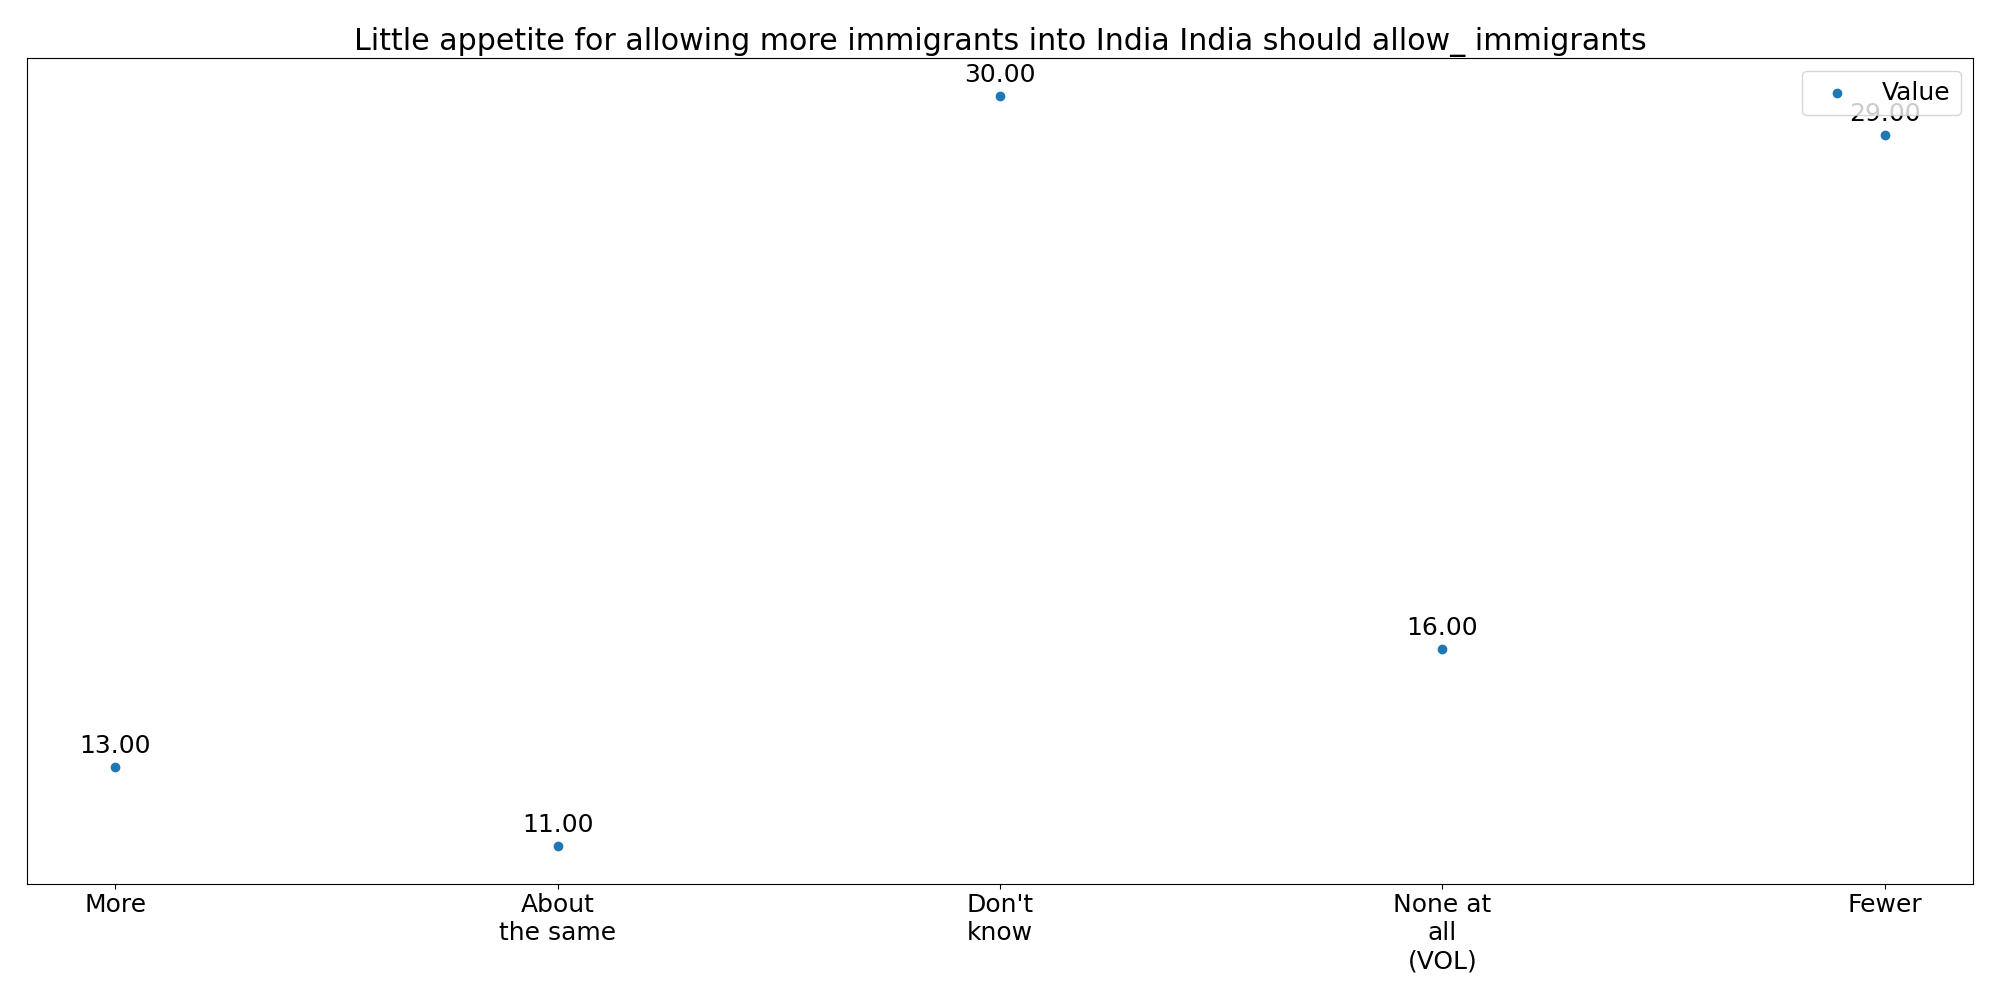 Little appetite for allowing more immigrants into India India should allow_ immigrants
30.00
Value
29.00
16.00
13.00
11.00
More
About
the same
Don't
know
None at
all
(VOL)
Fewer